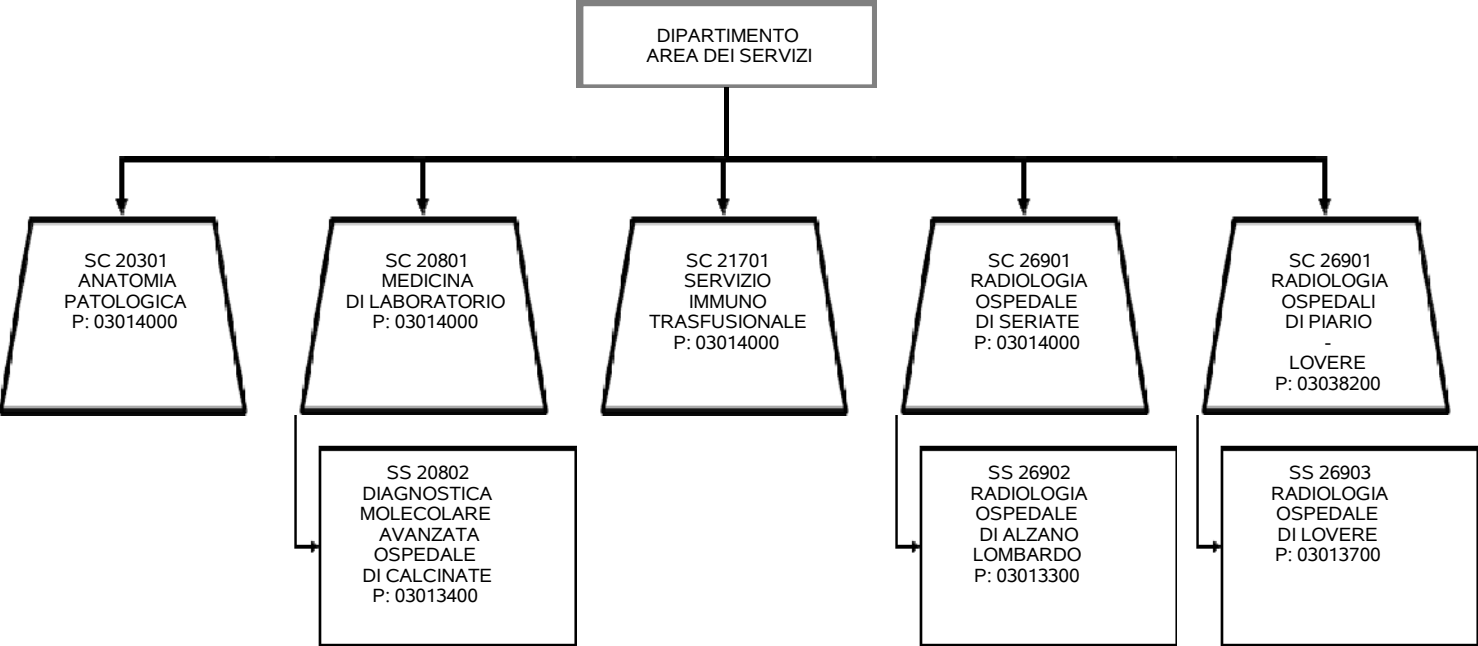 DIPARTIMENTO
AREA DEI SERVIZI
SC 20301
ANATOMIA
PATOLOGICA
P: 03014000
SC 20801
MEDICINA
DI LABORATORIO
P: 03014000
SC 21701
SERVIZIO
IMMUNO
TRASFUSIONALE
P: 03014000
SC 26901
RADIOLOGIA
OSPEDALE
DI SERIATE
P: 03014000
SC 26901
RADIOLOGIA
OSPEDALI
DI PIARIO
-
LOVERE
P: 03038200
SS 20802
DIAGNOSTICA
MOLECOLARE
AVANZATA
OSPEDALE
DI CALCINATE
P: 03013400
SS 26902
RADIOLOGIA
OSPEDALE
DI ALZANO
LOMBARDO
P: 03013300
SS 26903
RADIOLOGIA
OSPEDALE
DI LOVERE
P: 03013700